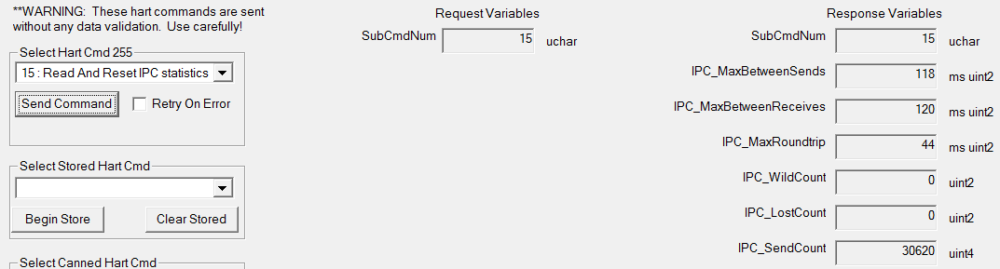 **WARNING: These hart commands are sent
without any data validation. Use carefully!
Select Hart Cmd 255
15 : Read And Reset IPC statistics
Send Command
Retry On Error
Select Stored Hart Cmd
Begin Store
Clear Stored
Select Canned Hart Cmd
Request Variables
SubCmdNum 15 uchar
Response Variables
SubCmdNum 15 uchar
IPC_MaxBetweenSends 118 ms uint2
IPC_MaxBetweenReceives 120 ms uint2
IPC_MaxRoundtrip 44 ms uint2
IPC_WildCount 0 uint2
IPC_LostCount 0 uint2
IPC_SendCount 30620 uint4